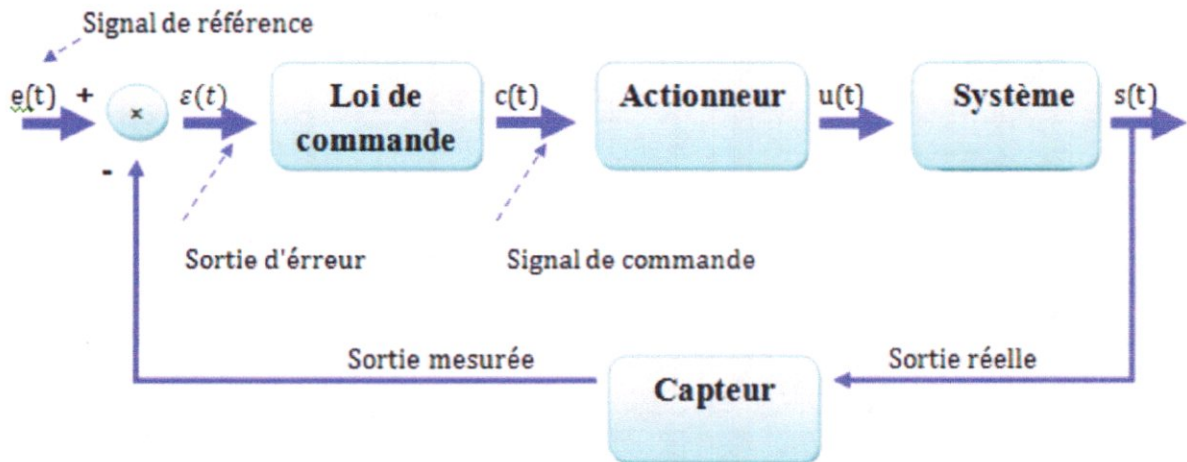 Signal de référence
e(t) + ε(t) Loi de commande c(t) Actionneur u(t) Système s(t)
×
-
Sortie d'érreur Signal de commande
Sortie mesurée Sortie réelle
Capteur